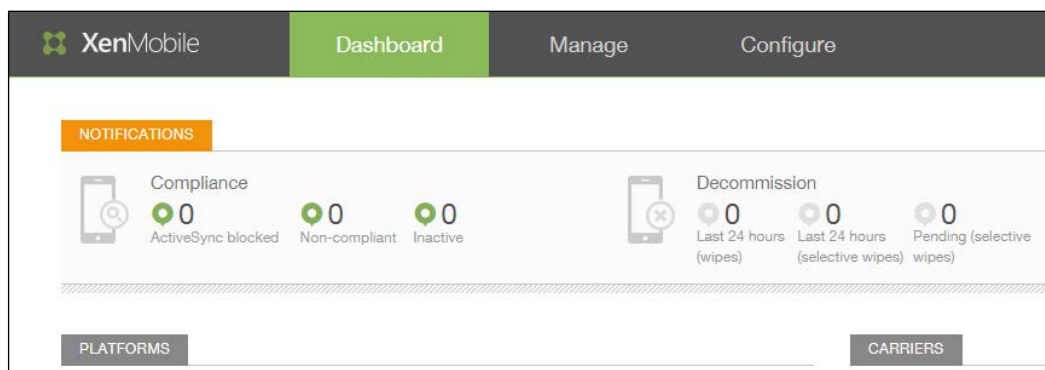 XenMobile Dashboard Manage Configure
NOTIFICATIONS
Compliance
0 0 0
ActiveSync blocked Non-compliant Inactive
Decommission
0 0 0
Last 24 hours (wipes) Last 24 hours (selective wipes) Pending (selective wipes)
PLATFORMS
CARRIERS